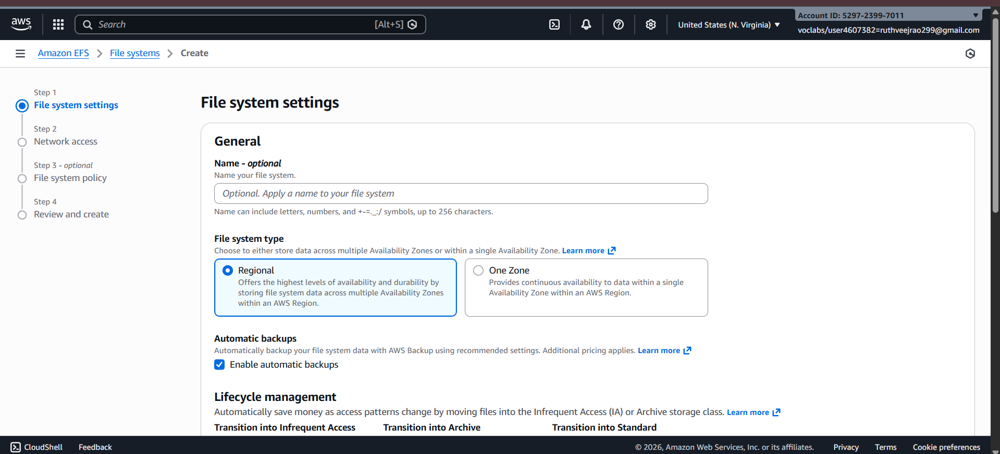 aws
Search
[Alt+S]
United States (N. Virginia)
Account ID: 5297-2399-7011
voclabs/user4607382=ruthveejrao299@gmail.com
Amazon EFS
File systems
Create
Step 1
File system settings
Step 2
Network access
Step 3 - optional
File system policy
Step 4
Review and create
File system settings
General
Name - optional
Name your file system.
Optional. Apply a name to your file system
Name can include letters, numbers, and +-=._:/ symbols, up to 256 characters.
File system type
Choose to either store data across multiple Availability Zones or within a single Availability Zone. Learn more
Regional
Offers the highest levels of availability and durability by
storing file system data across multiple Availability Zones
within an AWS Region.
One Zone
Provides continuous availability to data within a single
Availability Zone within an AWS Region.
Automatic backups
Automatically backup your file system data with AWS Backup using recommended settings. Additional pricing applies. Learn more
Enable automatic backups
Lifecycle management
Automatically save money as access patterns change by moving files into the Infrequent Access (IA) or Archive storage class. Learn more
Transition into Infrequent Access
Transition into Archive
Transition into Standard
CloudShell
Feedback
© 2026, Amazon Web Services, Inc. or its affiliates.
Privacy
Terms
Cookie preferences